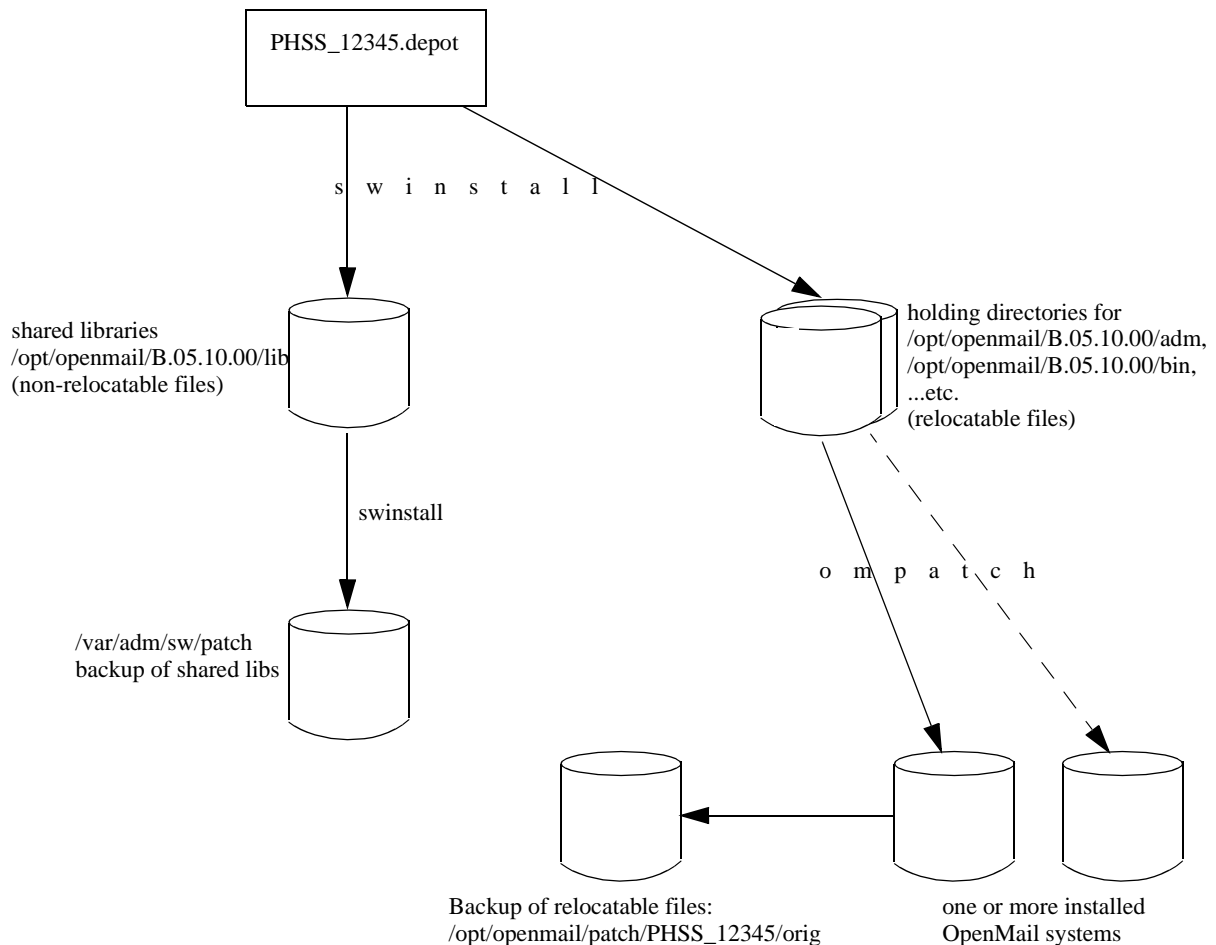 PHSS_12345.depot
s w i n s t a l l
shared libraries
/opt/openmail/B.05.10.00/lib
(non-relocatable files)
holding directories for
/opt/openmail/B.05.10.00/adm,
/opt/openmail/B.05.10.00/bin,
...etc.
(relocatable files)
swinstall
o m p a t c h
/var/adm/sw/patch
backup of shared libs
Backup of relocatable files:
/opt/openmail/patch/PHSS_12345/orig
one or more installed
OpenMail systems